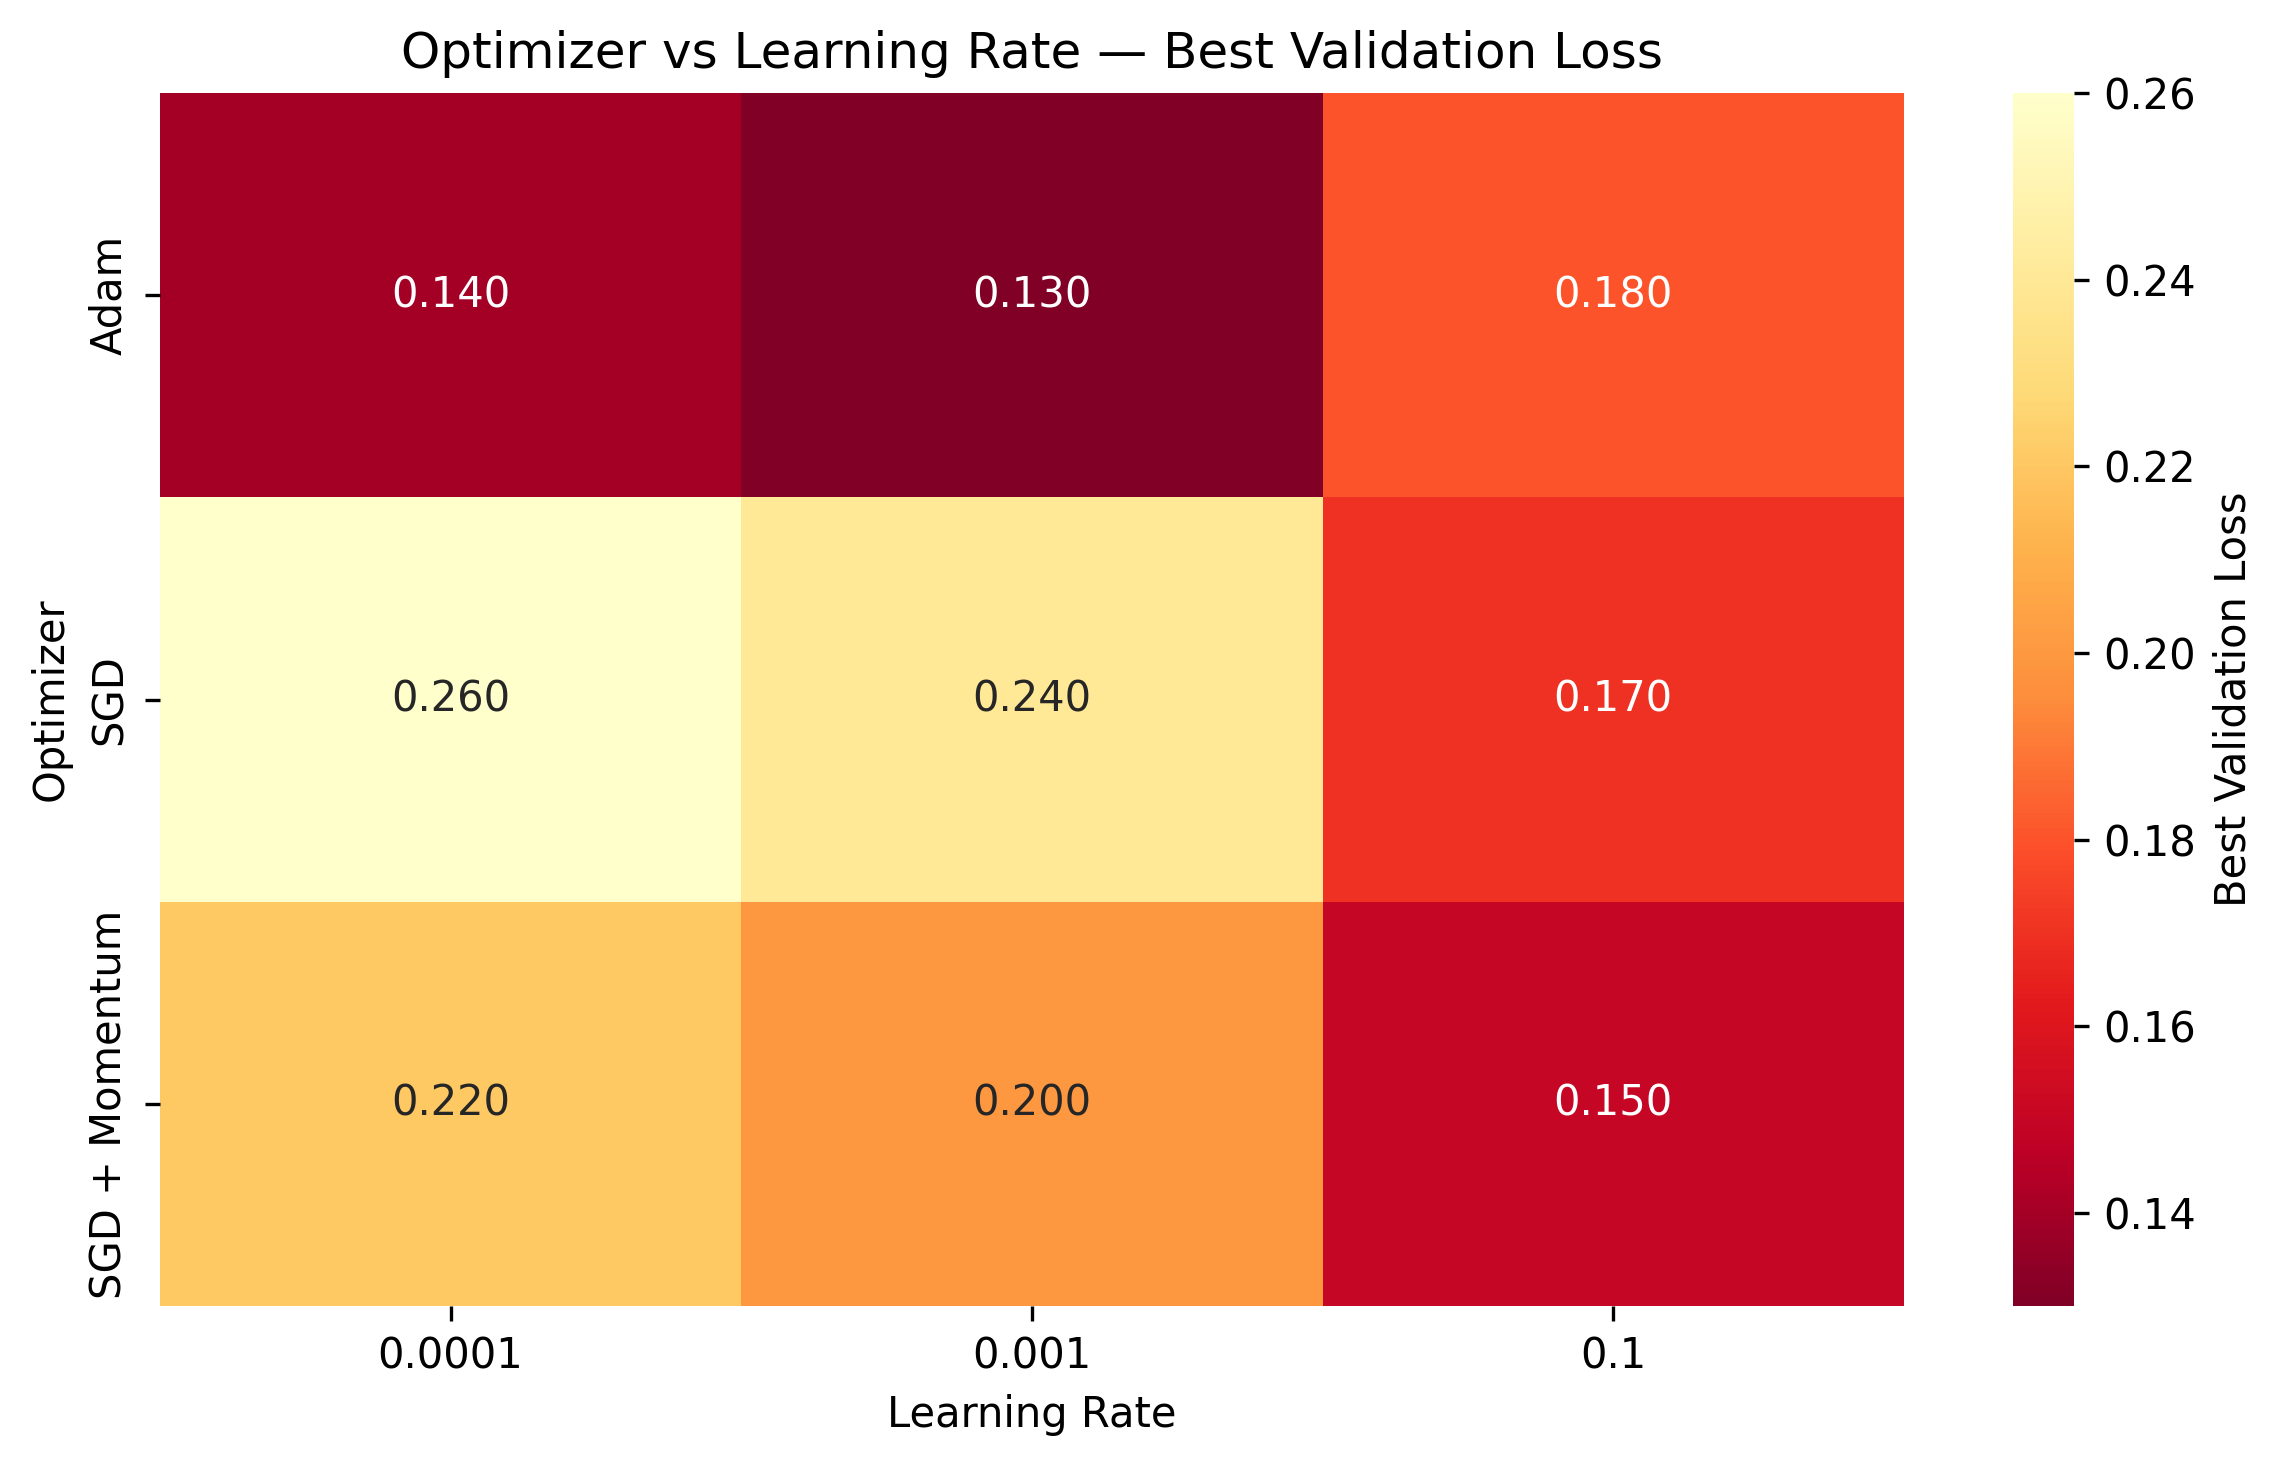 Optimizer vs Learning Rate — Best Validation Loss
Optimizer
Adam
0.140 0.130 0.180
SGD
0.260 0.240 0.170
SGD + Momentum
0.220 0.200 0.150
0.0001 0.001 0.1
Learning Rate
0.26
0.24
0.22
0.20
0.18
0.16
0.14
Best Validation Loss